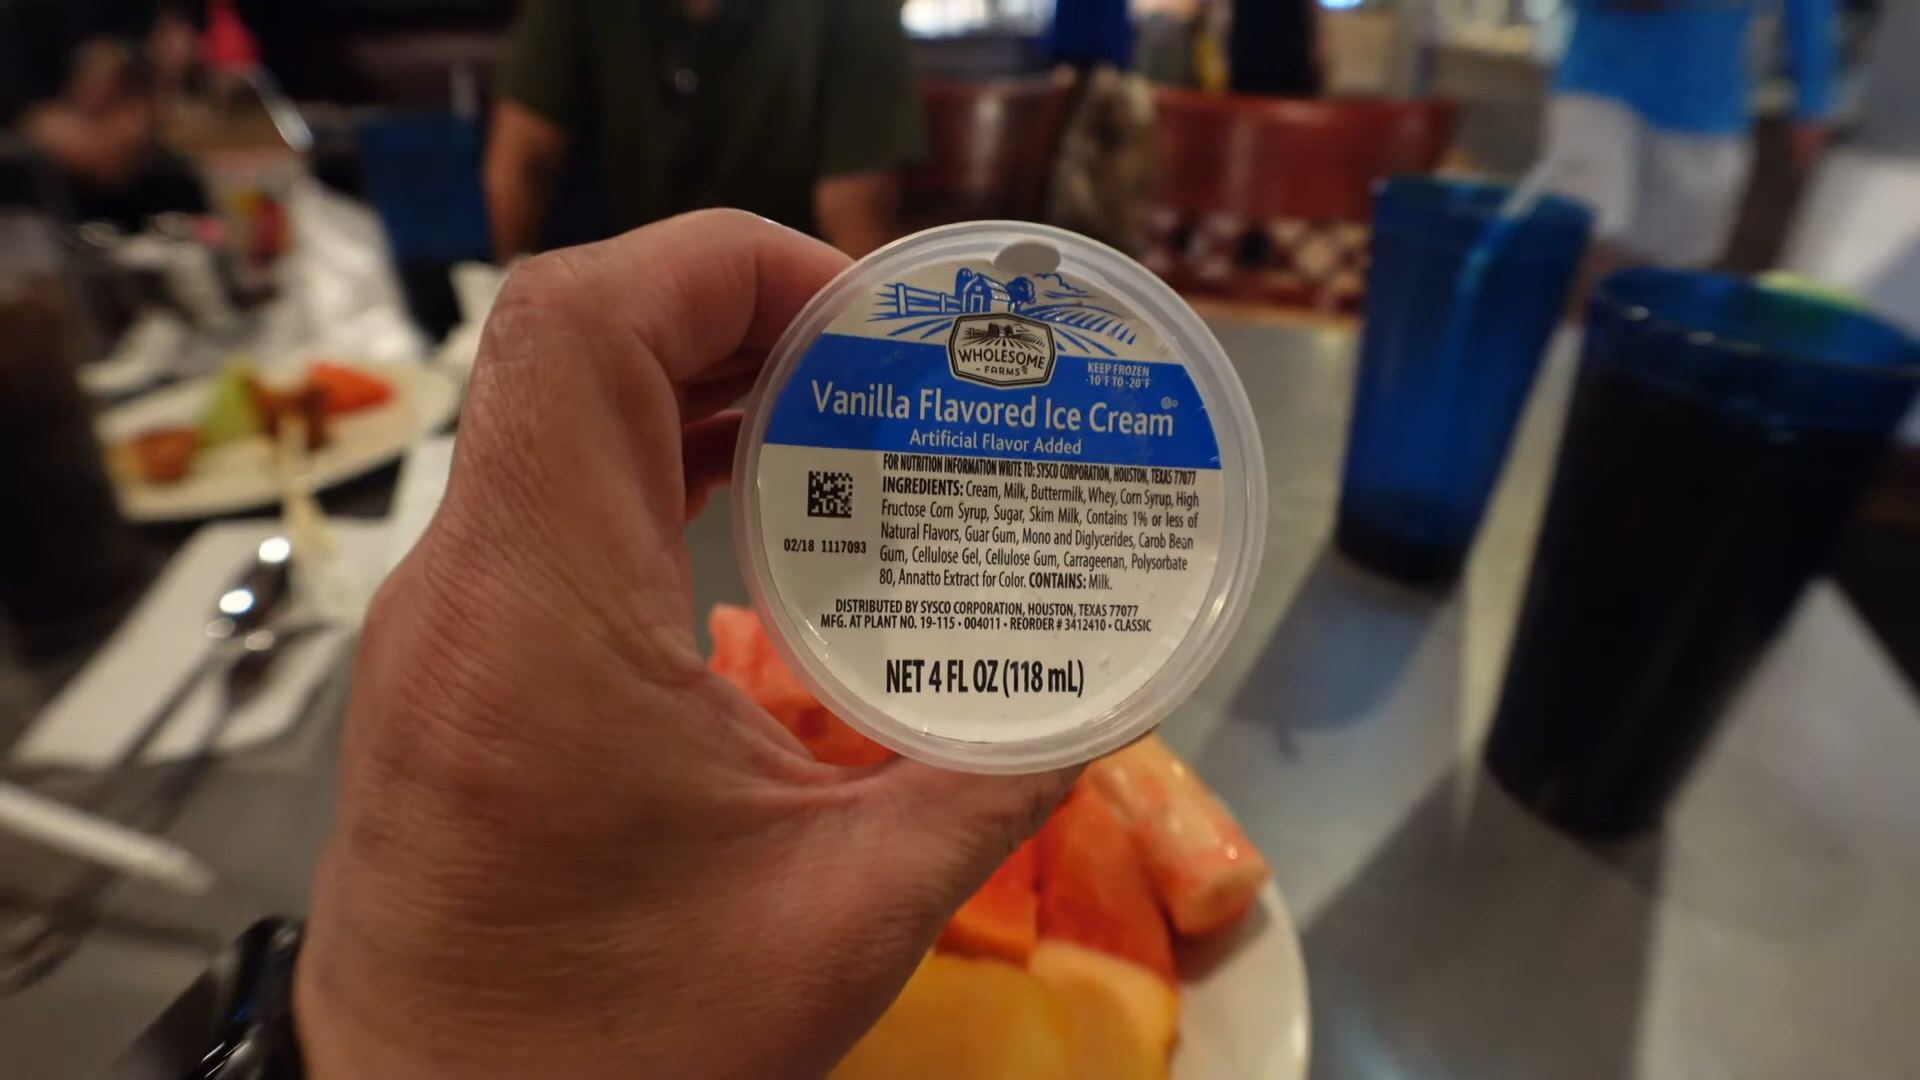 WHOLESOME
- FARMS®
KEEP FROZEN
-10°F TO -20°F
Vanilla Flavored Ice Cream
Artificial Flavor Added
FOR NUTRITION INFORMATION WRITE TO: SYSCO CORPORATION, HOUSTON, TEXAS 77077
INGREDIENTS: Cream, Milk, Buttermilk, Whey, Corn Syrup, High
Fructose Corn Syrup, Sugar, Skim Milk, Contains 1% or less of
Natural Flavors, Guar Gum, Mono and Diglycerides, Carob Bean
Gum, Cellulose Gel, Cellulose Gum, Carrageenan, Polysorbate
80, Annatto Extract for Color. CONTAINS: Milk.
02/18 1117093
DISTRIBUTED BY SYSCO CORPORATION, HOUSTON, TEXAS 77077
MFG. AT PLANT NO. 19-115 • 004011 • REORDER # 3412410 • CLASSIC
NET 4 FL OZ (118 mL)